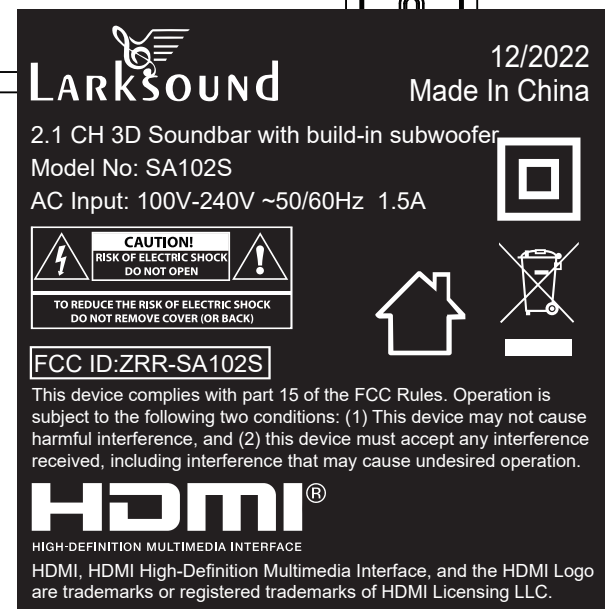 LARKSOUND
12/2022
Made In China
2.1 CH 3D Soundbar with build-in subwoofer
Model No: SA102S
AC Input: 100V-240V ~50/60Hz 1.5A
CAUTION!
RISK OF ELECTRIC SHOCK
DO NOT OPEN
TO REDUCE THE RISK OF ELECTRIC SHOCK
DO NOT REMOVE COVER (OR BACK)
FCC ID:ZRR-SA102S
This device complies with part 15 of the FCC Rules. Operation is
subject to the following two conditions: (1) This device may not cause
harmful interference, and (2) this device must accept any interference
received, including interference that may cause undesired operation.
HDMI®
HIGH-DEFINITION MULTIMEDIA INTERFACE
HDMI, HDMI High-Definition Multimedia Interface, and the HDMI Logo
are trademarks or registered trademarks of HDMI Licensing LLC.